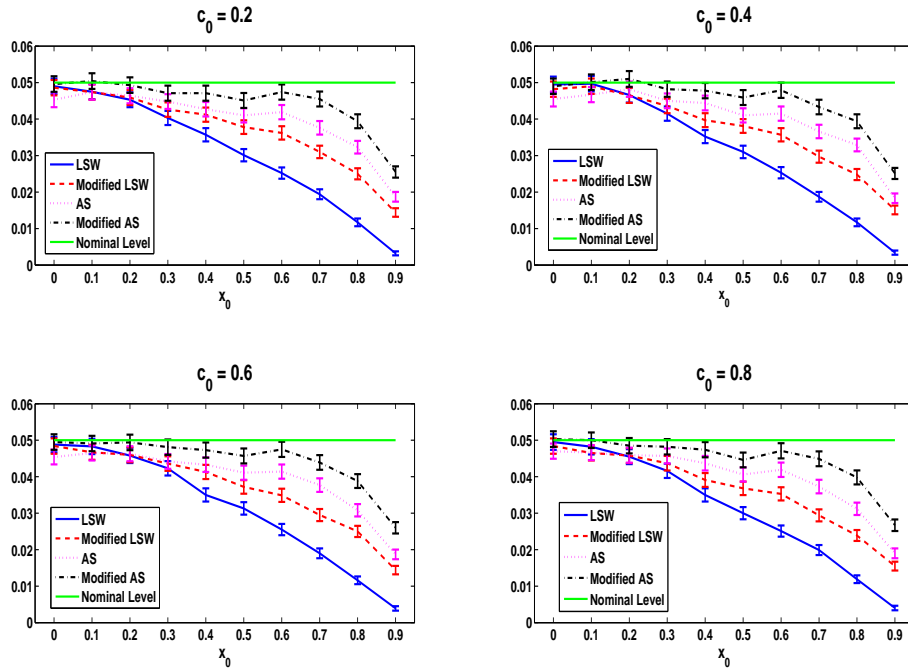 c0 = 0.2
0.06
0.05
0.04
0.03
0.02
0.01
0
LSW
Modified LSW
AS
Modified AS
Nominal Level
0 0.1 0.2 0.3 0.4 0.5 0.6 0.7 0.8 0.9
x0
c0 = 0.4
0.06
0.05
0.04
0.03
0.02
0.01
0
LSW
Modified LSW
AS
Modified AS
Nominal Level
0 0.1 0.2 0.3 0.4 0.5 0.6 0.7 0.8 0.9
x0
c0 = 0.6
0.06
0.05
0.04
0.03
0.02
0.01
0
LSW
Modified LSW
AS
Modified AS
Nominal Level
0 0.1 0.2 0.3 0.4 0.5 0.6 0.7 0.8 0.9
x0
c0 = 0.8
0.06
0.05
0.04
0.03
0.02
0.01
0
LSW
Modified LSW
AS
Modified AS
Nominal Level
0 0.1 0.2 0.3 0.4 0.5 0.6 0.7 0.8 0.9
x0